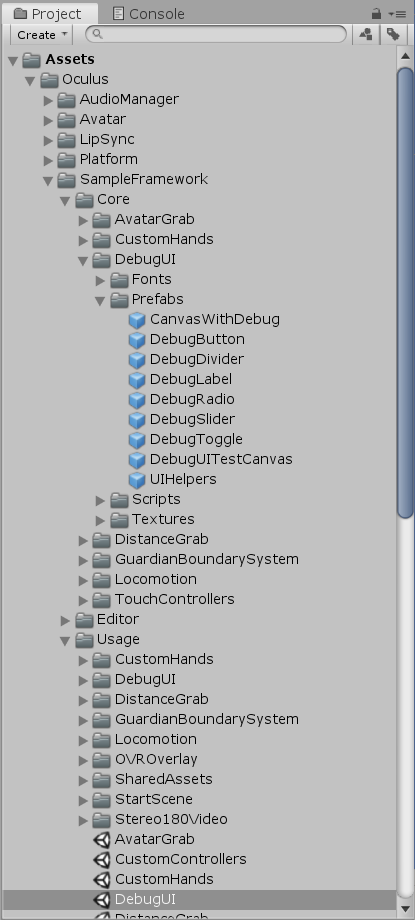 Project
Console
Create
Assets
Oculus
AudioManager
Avatar
LipSync
Platform
SampleFramework
Core
AvatarGrab
CustomHands
DebugUI
Fonts
Prefabs
CanvasWithDebug
DebugButton
DebugDivider
DebugLabel
DebugRadio
DebugSlider
DebugToggle
DebugUITestCanvas
UIHelpers
Scripts
Textures
DistanceGrab
GuardianBoundarySystem
Locomotion
TouchControllers
Editor
Usage
CustomHands
DebugUI
DistanceGrab
GuardianBoundarySystem
Locomotion
OVROverlay
SharedAssets
StartScene
Stereo180Video
AvatarGrab
CustomControllers
CustomHands
DebugUI
DistanceGrab